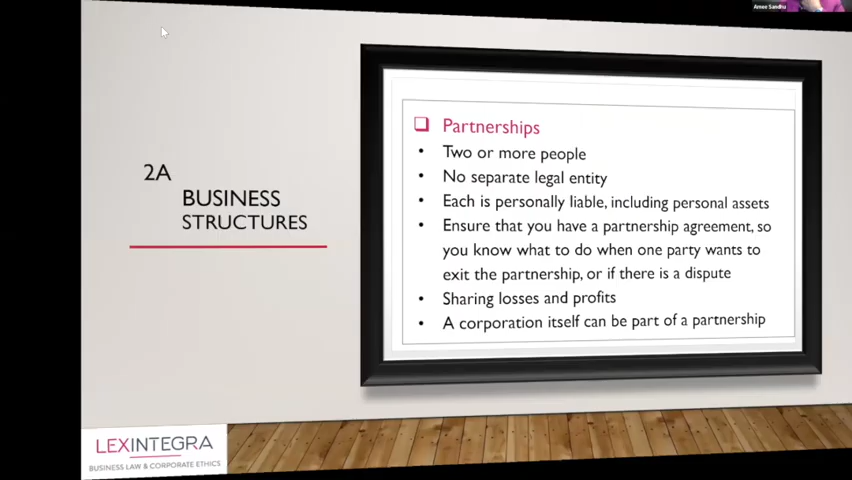 Amee Sandhu
2A
BUSINESS
STRUCTURES
❑ Partnerships
• Two or more people
• No separate legal entity
• Each is personally liable, including personal assets
• Ensure that you have a partnership agreement, so
you know what to do when one party wants to
exit the partnership, or if there is a dispute
• Sharing losses and profits
• A corporation itself can be part of a partnership
LEXINTEGRA
BUSINESS LAW & CORPORATE ETHICS